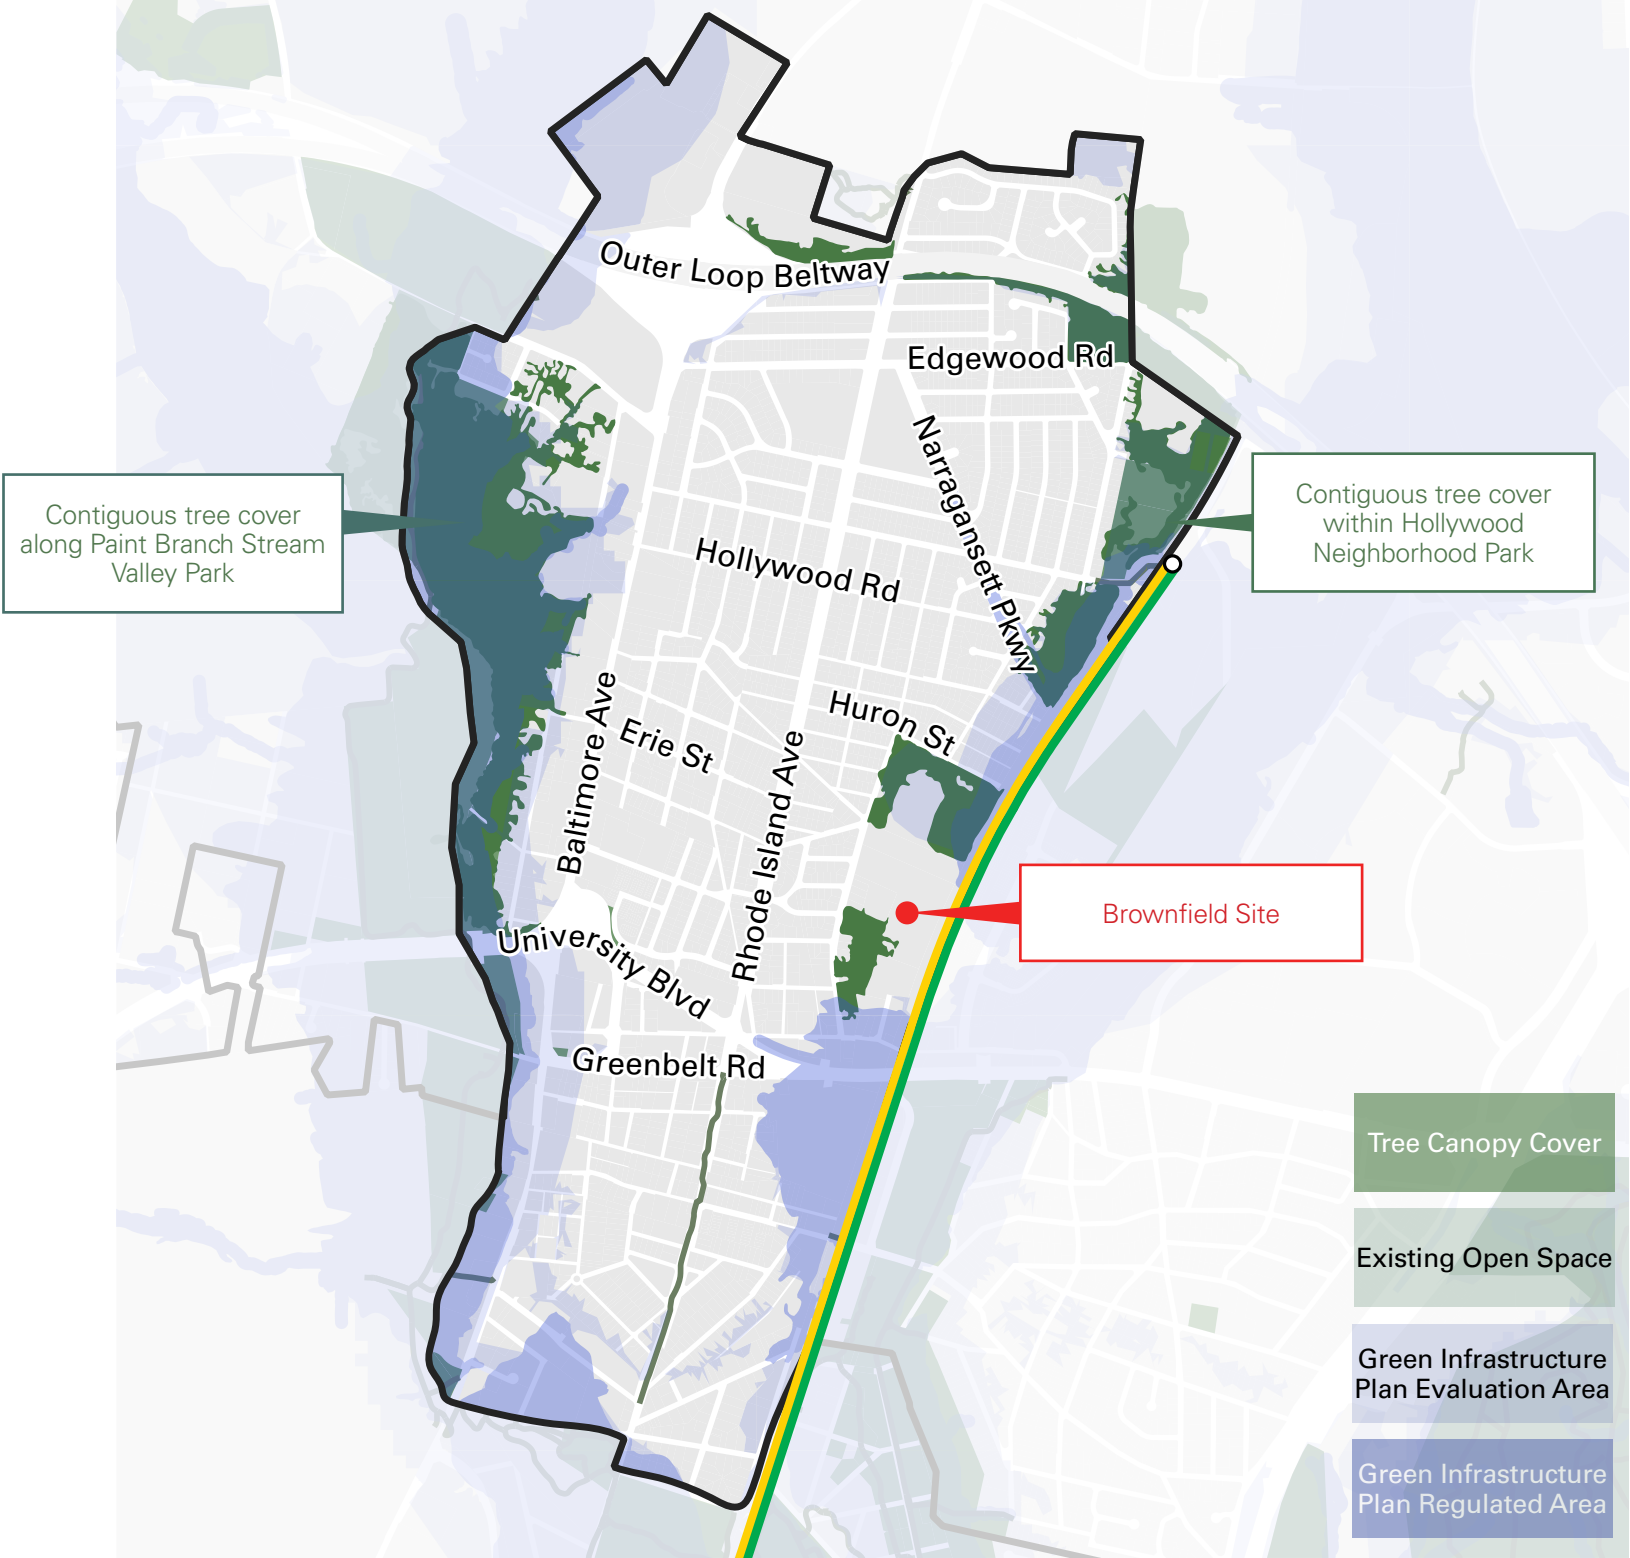 Outer Loop Beltway
Edgewood Rd
Narragansett Pkwy
Contiguous tree cover
along Paint Branch Stream
Valley Park
Contiguous tree cover
within Hollywood
Neighborhood Park
Hollywood Rd
Huron St
Erie St
Baltimore Ave
Rhode Island Ave
Brownfield Site
University Blvd
Greenbelt Rd
Tree Canopy Cover
Existing Open Space
Green Infrastructure
Plan Evaluation Area
Green Infrastructure
Plan Regulated Area